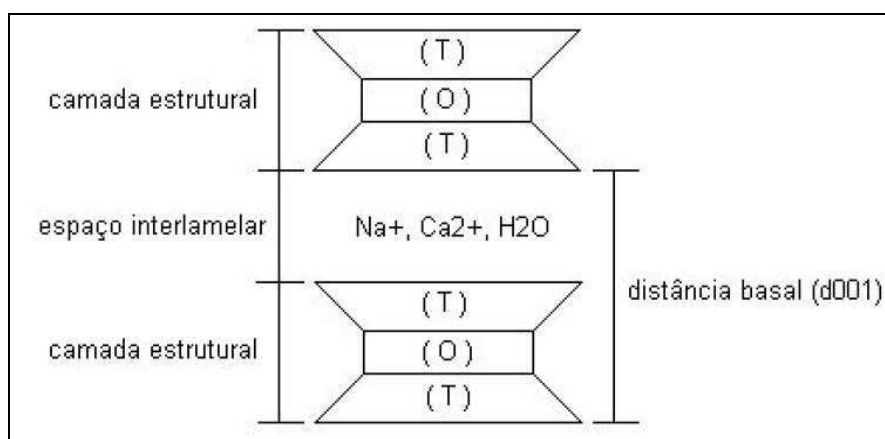 ( T )
camada estrutural
( O )
( T )
espaço interlamelar
Na+, Ca2+, H2O
distância basal (d001)
( T )
camada estrutural
( O )
( T )